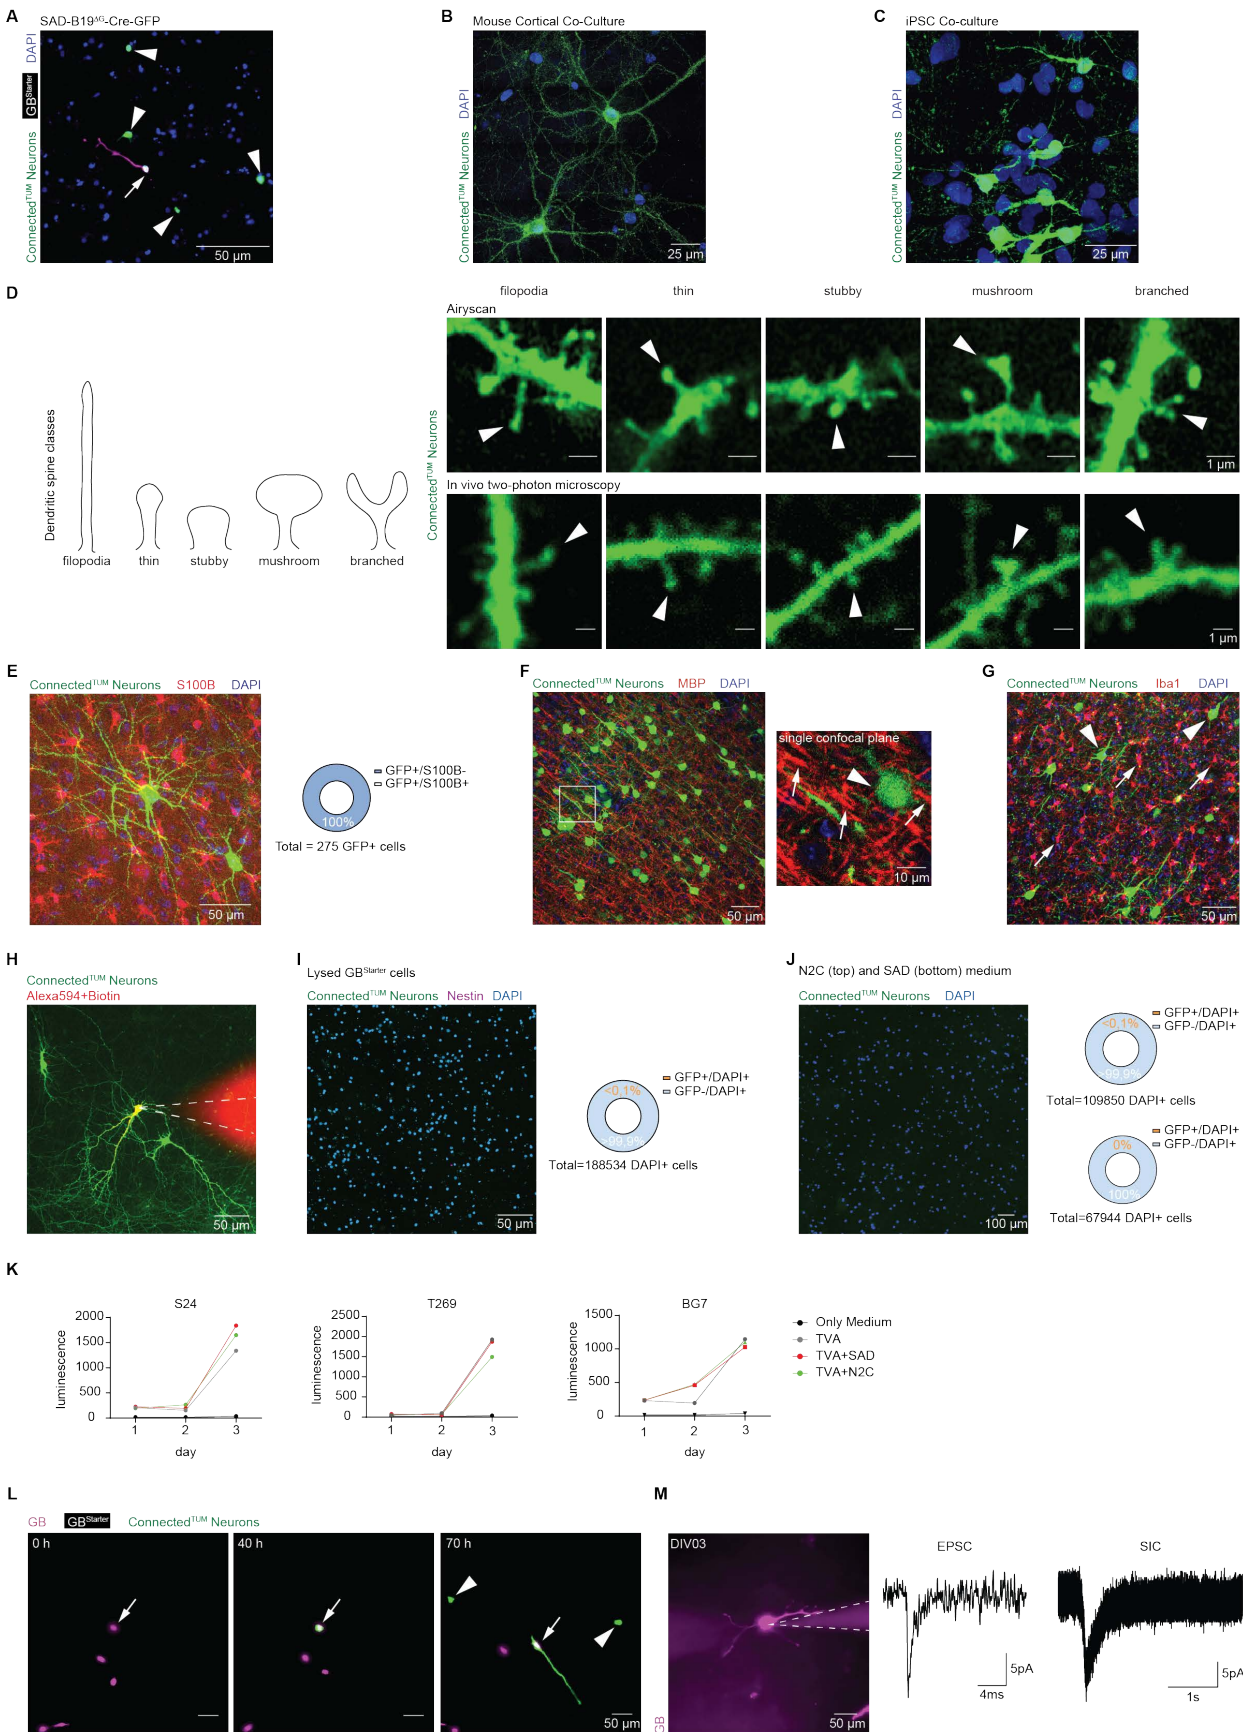 A
SAD-B19ΔG-Cre-GFP
ConnectedTUM Neurons GBStarter DAPI
50 µm
B
Mouse Cortical Co-Culture
ConnectedTUM Neurons DAPI
25 µm
C
iPSC Co-culture
ConnectedTUM Neurons DAPI
25 µm
D
Dendritic spine classes
filopodia thin stubby mushroom branched
ConnectedTUM Neurons
filopodia thin stubby mushroom branched
Airyscan
1 µm
In vivo two-photon microscopy
1 µm
E
ConnectedTUM Neurons S100B DAPI
50 µm
GFP+/S100B-
GFP+/S100B+
100%
Total = 275 GFP+ cells
F
ConnectedTUM Neurons MBP DAPI
50 µm
single confocal plane
10 µm
G
ConnectedTUM Neurons Iba1 DAPI
50 µm
H
ConnectedTUM Neurons
Alexa594+Biotin
50 µm
I
Lysed GBStarter cells
ConnectedTUM Neurons Nestin DAPI
50 µm
GFP+/DAPI+
GFP-/DAPI+
<0,1%
>99,9%
Total=188534 DAPI+ cells
J
N2C (top) and SAD (bottom) medium
ConnectedTUM Neurons DAPI
100 µm
GFP+/DAPI+
GFP-/DAPI+
<0,1%
>99,9%
Total=109850 DAPI+ cells
GFP+/DAPI+
GFP-/DAPI+
0%
100%
Total=67944 DAPI+ cells
K
S24
luminescence
2000
1500
1000
500
0
1 2 3
day
T269
luminescence
2500
2000
1500
1000
500
0
1 2 3
day
BG7
luminescence
1500
1000
500
0
1 2 3
day
Only Medium
TVA
TVA+SAD
TVA+N2C
L
GB GBStarter ConnectedTUM Neurons
0 h
40 h
70 h
50 µm
M
GB
DIV03
50 µm
EPSC
5pA
4ms
SIC
5pA
1s